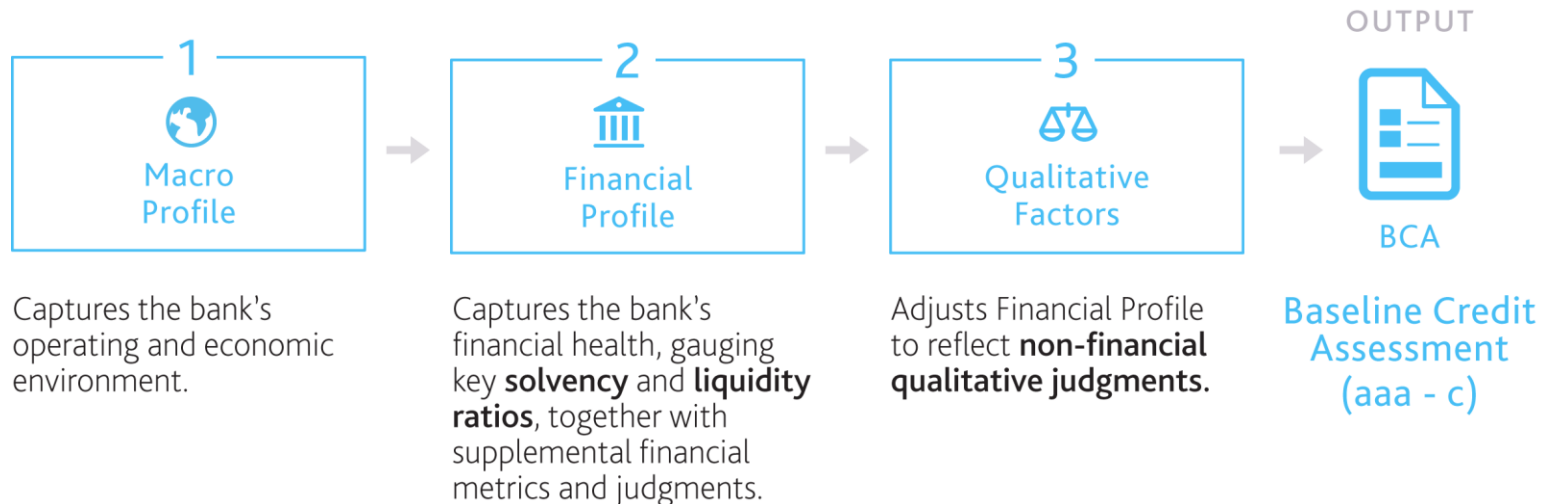 1
Macro
Profile
Captures the bank’s
operating and economic
environment.
2
Financial
Profile
Captures the bank’s
financial health, gauging
key solvency and liquidity
ratios, together with
supplemental financial
metrics and judgments.
3
Qualitative
Factors
Adjusts Financial Profile
to reflect non-financial
qualitative judgments.
OUTPUT
BCA
Baseline Credit
Assessment
(aaa - c)